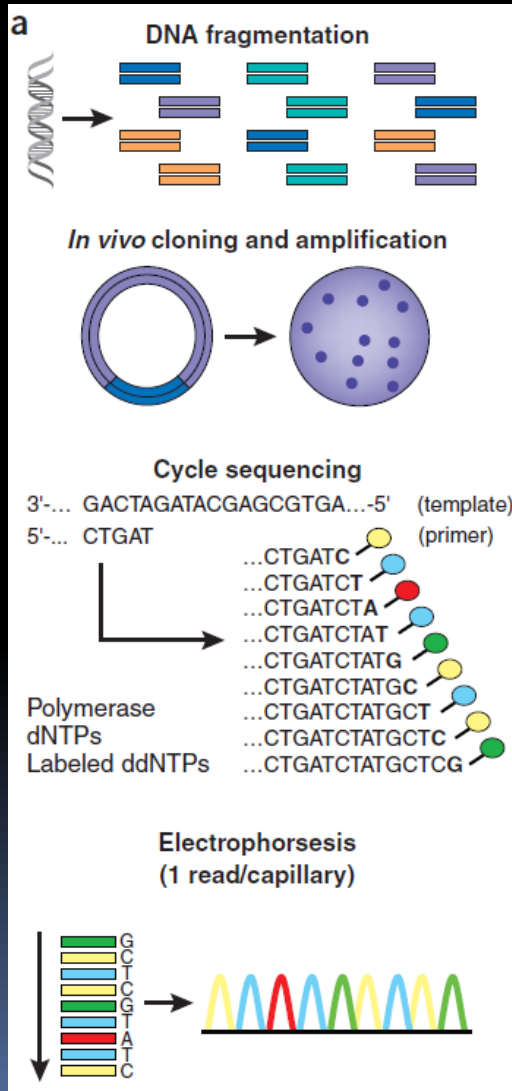 a
DNA fragmentation
In vivo cloning and amplification
Cycle sequencing
3'-... GACTAGATACGAGCGTGA...-5' (template)
5'-... CTGAT (primer)
...CTGATC
...CTGATCT
...CTGATCTA
...CTGATCTAT
...CTGATCTATG
...CTGATCTATGC
...CTGATCTATGCT
...CTGATCTATGCTC
...CTGATCTATGCTCG
Polymerase
dNTPs
Labeled ddNTPs
Electrophorsesis
(1 read/capillary)
G
C
T
C
G
T
A
T
C